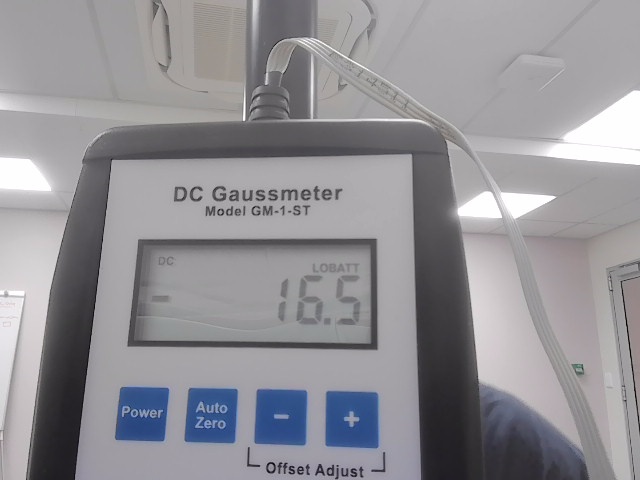 DC Gaussmeter
Model GM-1-ST
DC
LOBATT
- 16.5
Power
Auto
Zero
-
+
Offset Adjust